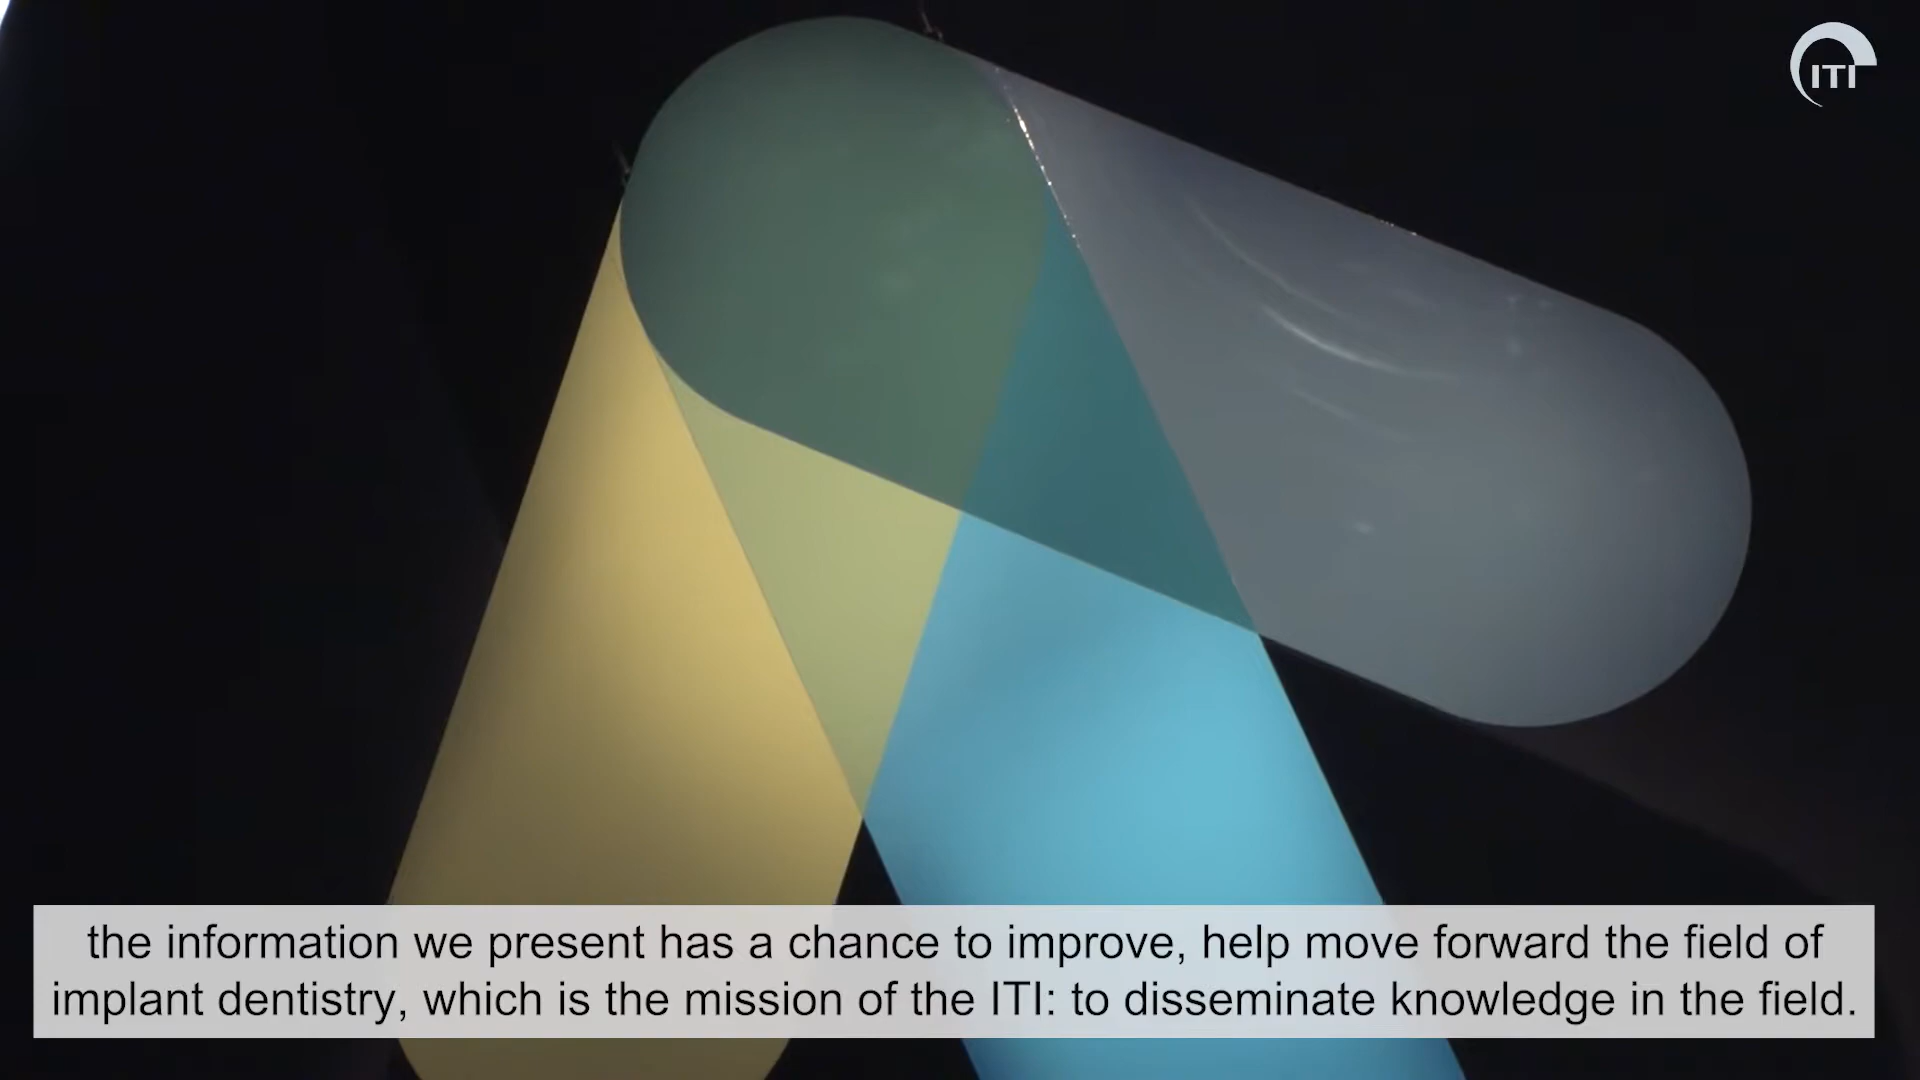 ITI
the information we present has a chance to improve, help move forward the field of
implant dentistry, which is the mission of the ITI: to disseminate knowledge in the field.